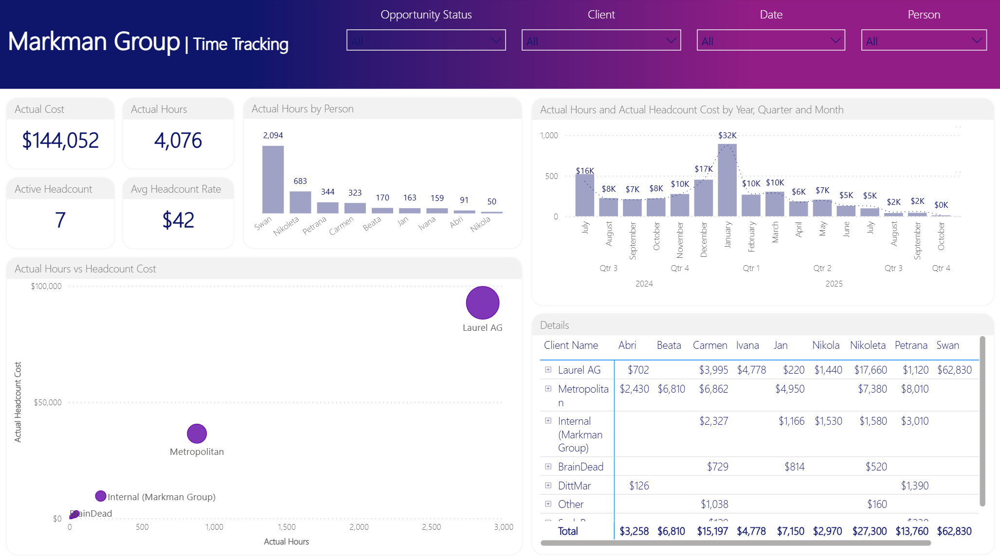 Opportunity Status
Client
Date
Person
Markman Group | Time Tracking
All
All
All
All
Actual Cost
$144,052
Actual Hours
4,076
Active Headcount
7
Avg Headcount Rate
$42
Actual Hours by Person
2,094
683
344
323
170
163
159
91
50
Swan
Nikoleta
Petrana
Carmen
Beata
Jan
Ivana
Abri
Nikola
Actual Hours and Actual Headcount Cost by Year, Quarter and Month
1,000
500
0
$16K
$8K
$7K
$8K
$10K
$17K
$32K
$10K
$10K
$6K
$7K
$5K
$5K
$2K
$2K
$0K
July
August
September
October
November
December
January
February
March
April
May
June
July
August
September
October
Qtr 3
Qtr 4
Qtr 1
Qtr 2
Qtr 3
Qtr 4
2024
2025
Actual Hours vs Headcount Cost
Actual Headcount Cost
$100,000
$50,000
$0
Laurel AG
Metropolitan
Internal (Markman Group)
BrainDead
0
500
1,000
1,500
2,000
2,500
3,000
Actual Hours
Details
Client Name Abri Beata Carmen Ivana Jan Nikola Nikoleta Petrana Swan
Laurel AG $702 $3,995 $4,778 $220 $1,440 $17,660 $1,120 $62,830
Metropolita $2,430 $6,810 $6,862 $4,950 $7,380 $8,010
n
Internal $2,327 $1,166 $1,530 $1,580 $3,010
(Markman
Group)
BrainDead $729 $814 $520
DittMar $126 $1,390
Other $1,038 $160
Total $3,258 $6,810 $15,197 $4,778 $7,150 $2,970 $27,300 $13,760 $62,830